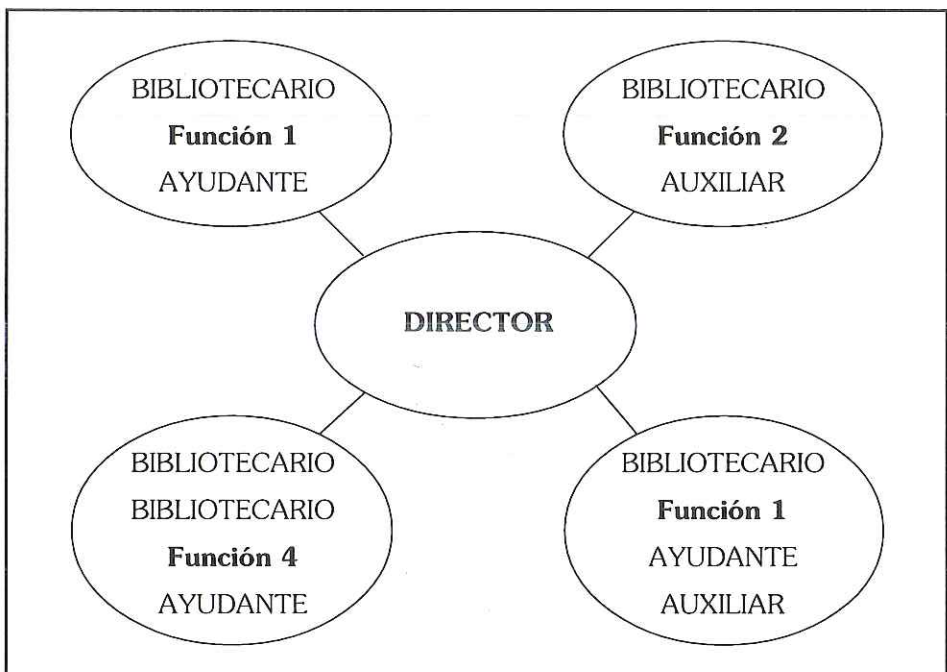 BIBLIOTECARIO
Función 1
AYUDANTE
BIBLIOTECARIO
Función 2
AUXILIAR
DIRECTOR
BIBLIOTECARIO
BIBLIOTECARIO
Función 4
AYUDANTE
BIBLIOTECARIO
Función 1
AYUDANTE
AUXILIAR